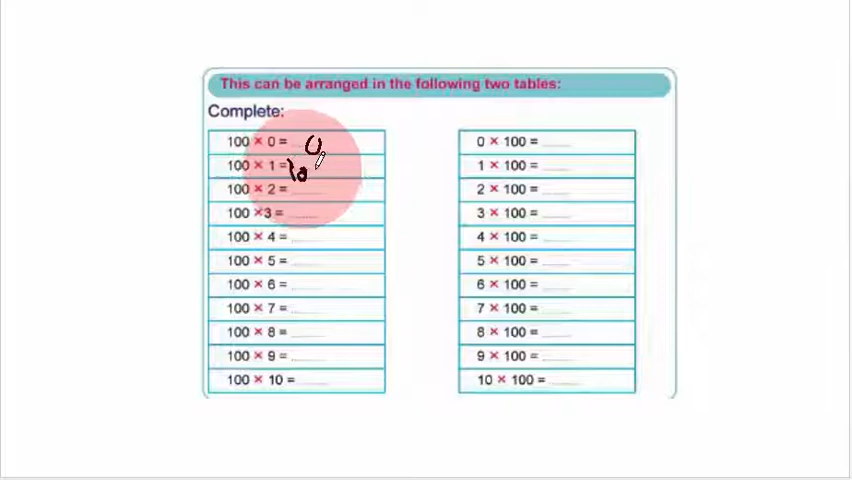 This can be arranged in the following two tables:
Complete:
100 × 0 = 0
100 × 1 = 10
100 × 2 =
100 ×3 =
100 × 4 =
100 × 5 =
100 × 6 =
100 × 7 =
100 × 8 =
100 × 9 =
100 × 10 =
0 × 100 =
1 × 100 =
2 × 100 =
3 × 100 =
4 × 100 =
5 × 100 =
6 × 100 =
7 × 100 =
8 × 100 =
9 × 100 =
10 × 100 =